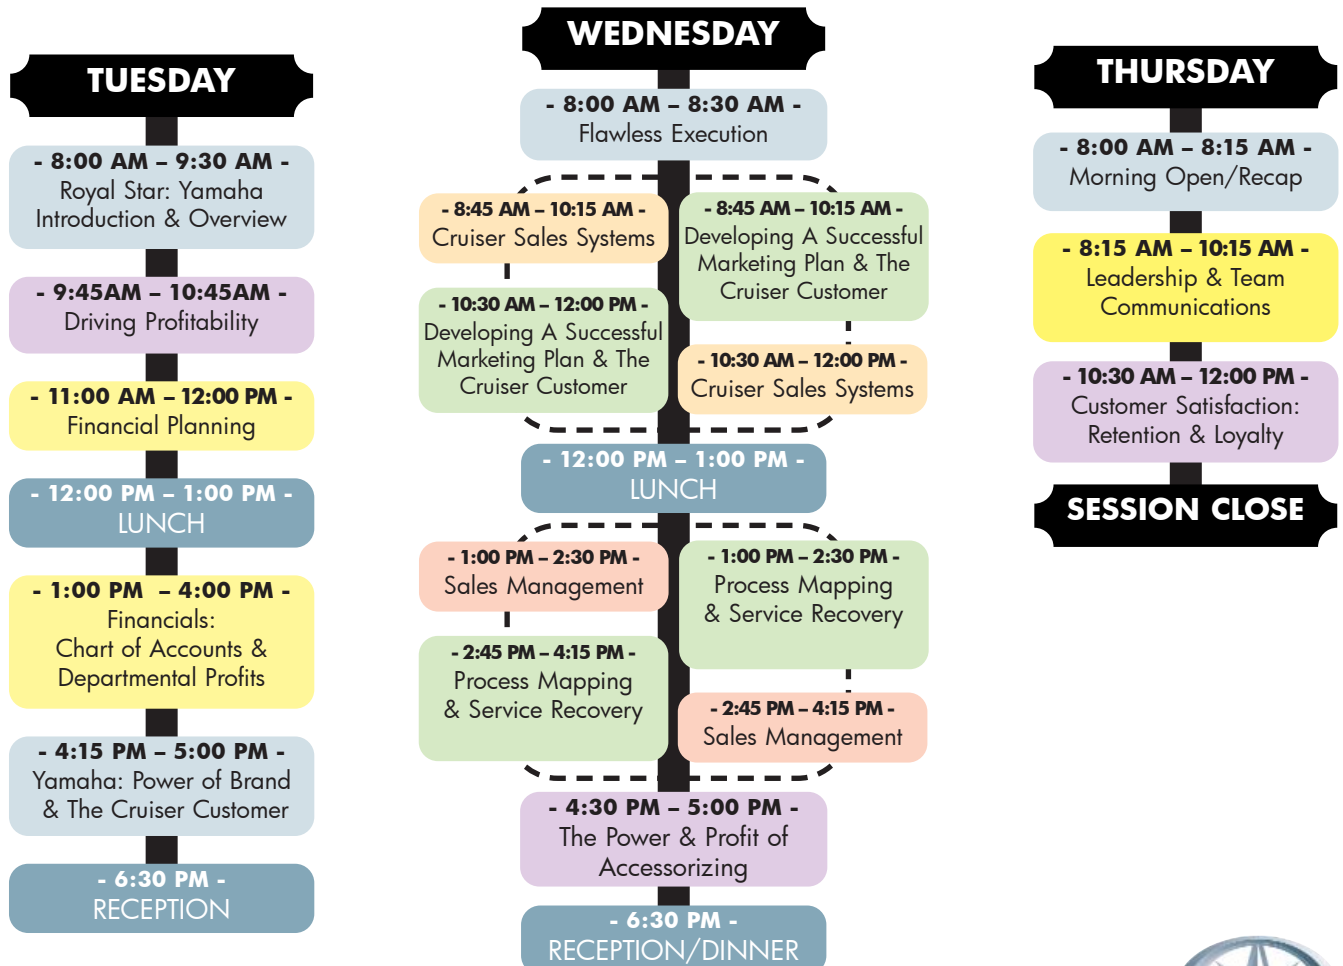 TUESDAY
- 8:00 AM – 9:30 AM -
Royal Star: Yamaha
Introduction & Overview
- 9:45AM – 10:45AM -
Driving Profitability
- 11:00 AM – 12:00 PM -
Financial Planning
- 12:00 PM – 1:00 PM -
LUNCH
- 1:00 PM – 4:00 PM -
Financials:
Chart of Accounts &
Departmental Profits
- 4:15 PM – 5:00 PM -
Yamaha: Power of Brand
& The Cruiser Customer
- 6:30 PM -
RECEPTION
WEDNESDAY
- 8:00 AM – 8:30 AM -
Flawless Execution
- 8:45 AM – 10:15 AM -
Cruiser Sales Systems
- 10:30 AM – 12:00 PM -
Developing A Successful
Marketing Plan & The
Cruiser Customer
- 8:45 AM – 10:15 AM -
Developing A Successful
Marketing Plan & The
Cruiser Customer
- 10:30 AM – 12:00 PM -
Cruiser Sales Systems
- 12:00 PM – 1:00 PM -
LUNCH
- 1:00 PM – 2:30 PM -
Sales Management
- 2:45 PM – 4:15 PM -
Process Mapping
& Service Recovery
- 1:00 PM – 2:30 PM -
Process Mapping
& Service Recovery
- 2:45 PM – 4:15 PM -
Sales Management
- 4:30 PM – 5:00 PM -
The Power & Profit of
Accessorizing
- 6:30 PM -
RECEPTION/DINNER
THURSDAY
- 8:00 AM – 8:15 AM -
Morning Open/Recap
- 8:15 AM – 10:15 AM -
Leadership & Team
Communications
- 10:30 AM – 12:00 PM -
Customer Satisfaction:
Retention & Loyalty
SESSION CLOSE